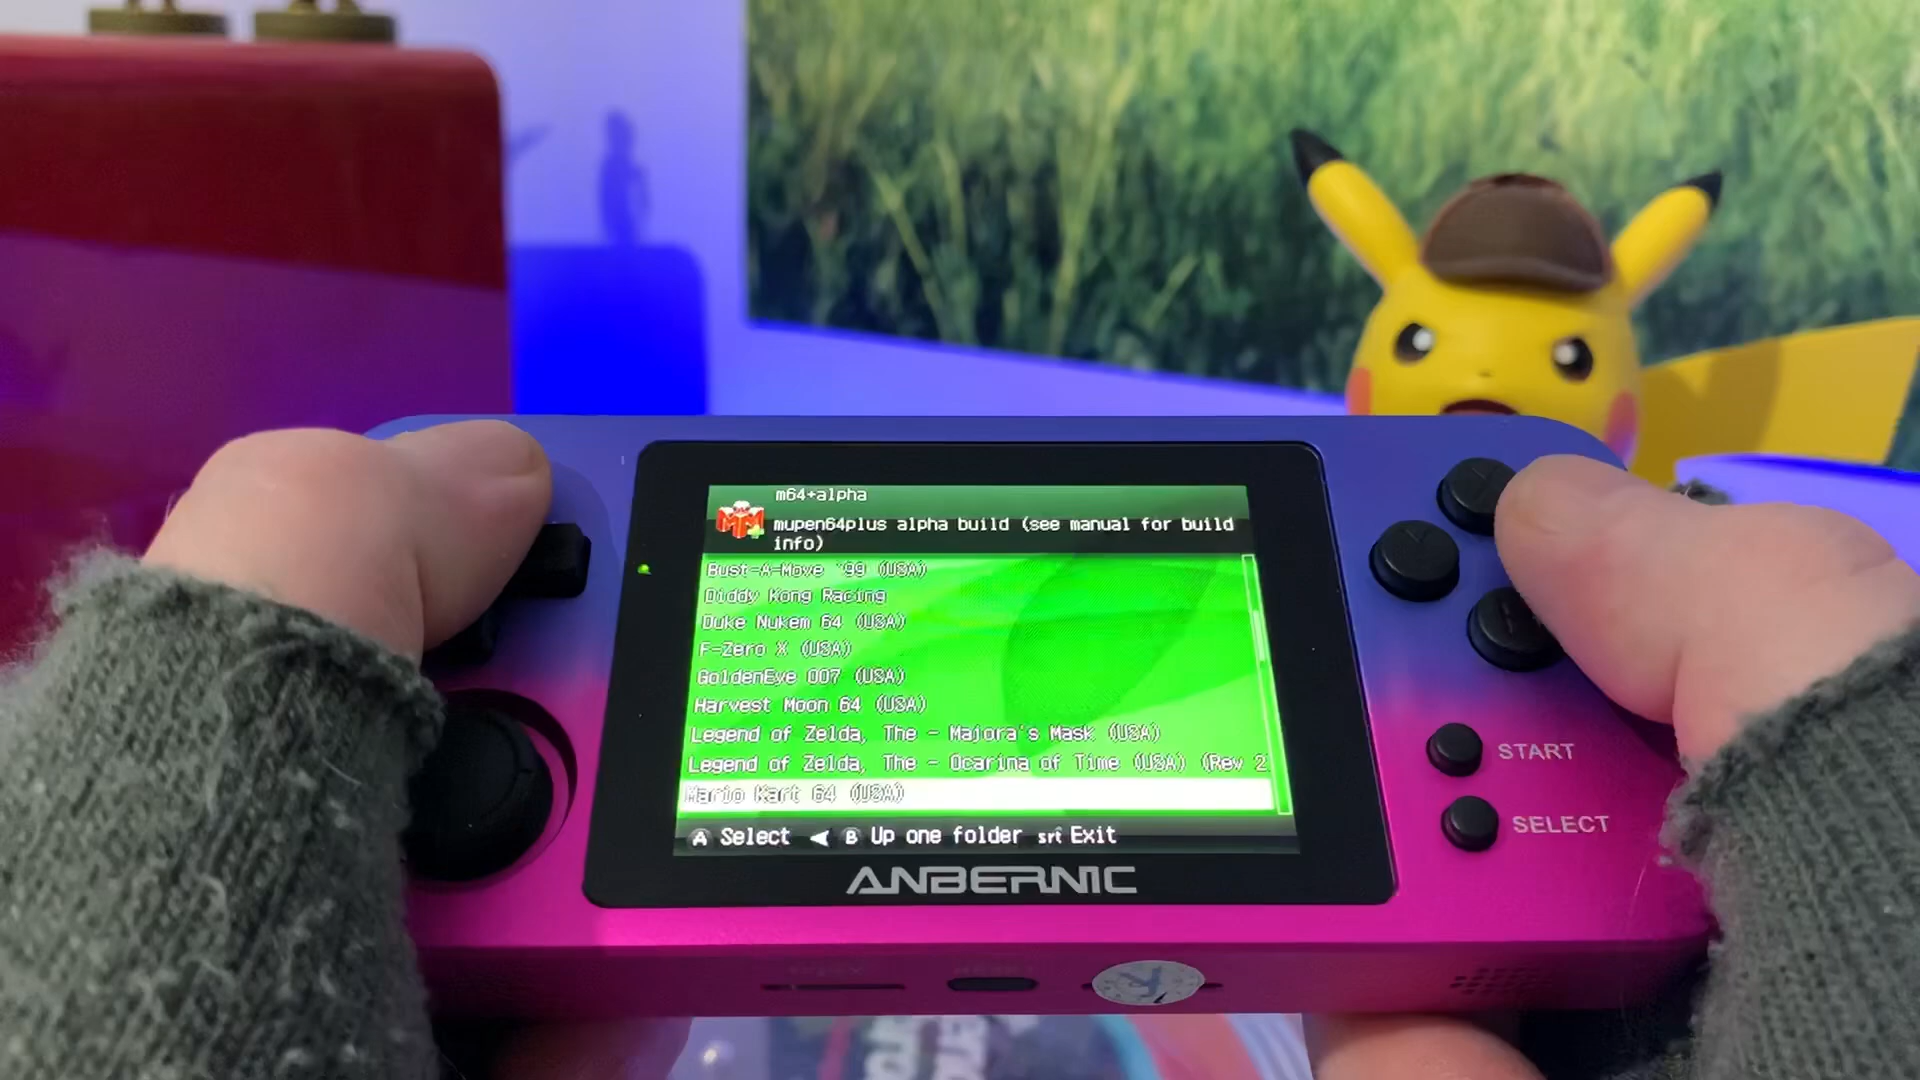 m64+alpha
mupen64plus alpha build (see manual for build
info)
Bust-A-Move '99 (USA)
Diddy Kong Racing
Duke Nukem 64 (USA)
F-Zero X (USA)
GoldenEye 007 (USA)
Harvest Moon 64 (USA)
Legend of Zelda, The - Majora's Mask (USA)
Legend of Zelda, The - Ocarina of Time (USA) (Rev 2
Mario Kart 64 (USA)
A Select B Up one folder srt Exit
ANBERNIC
START
SELECT